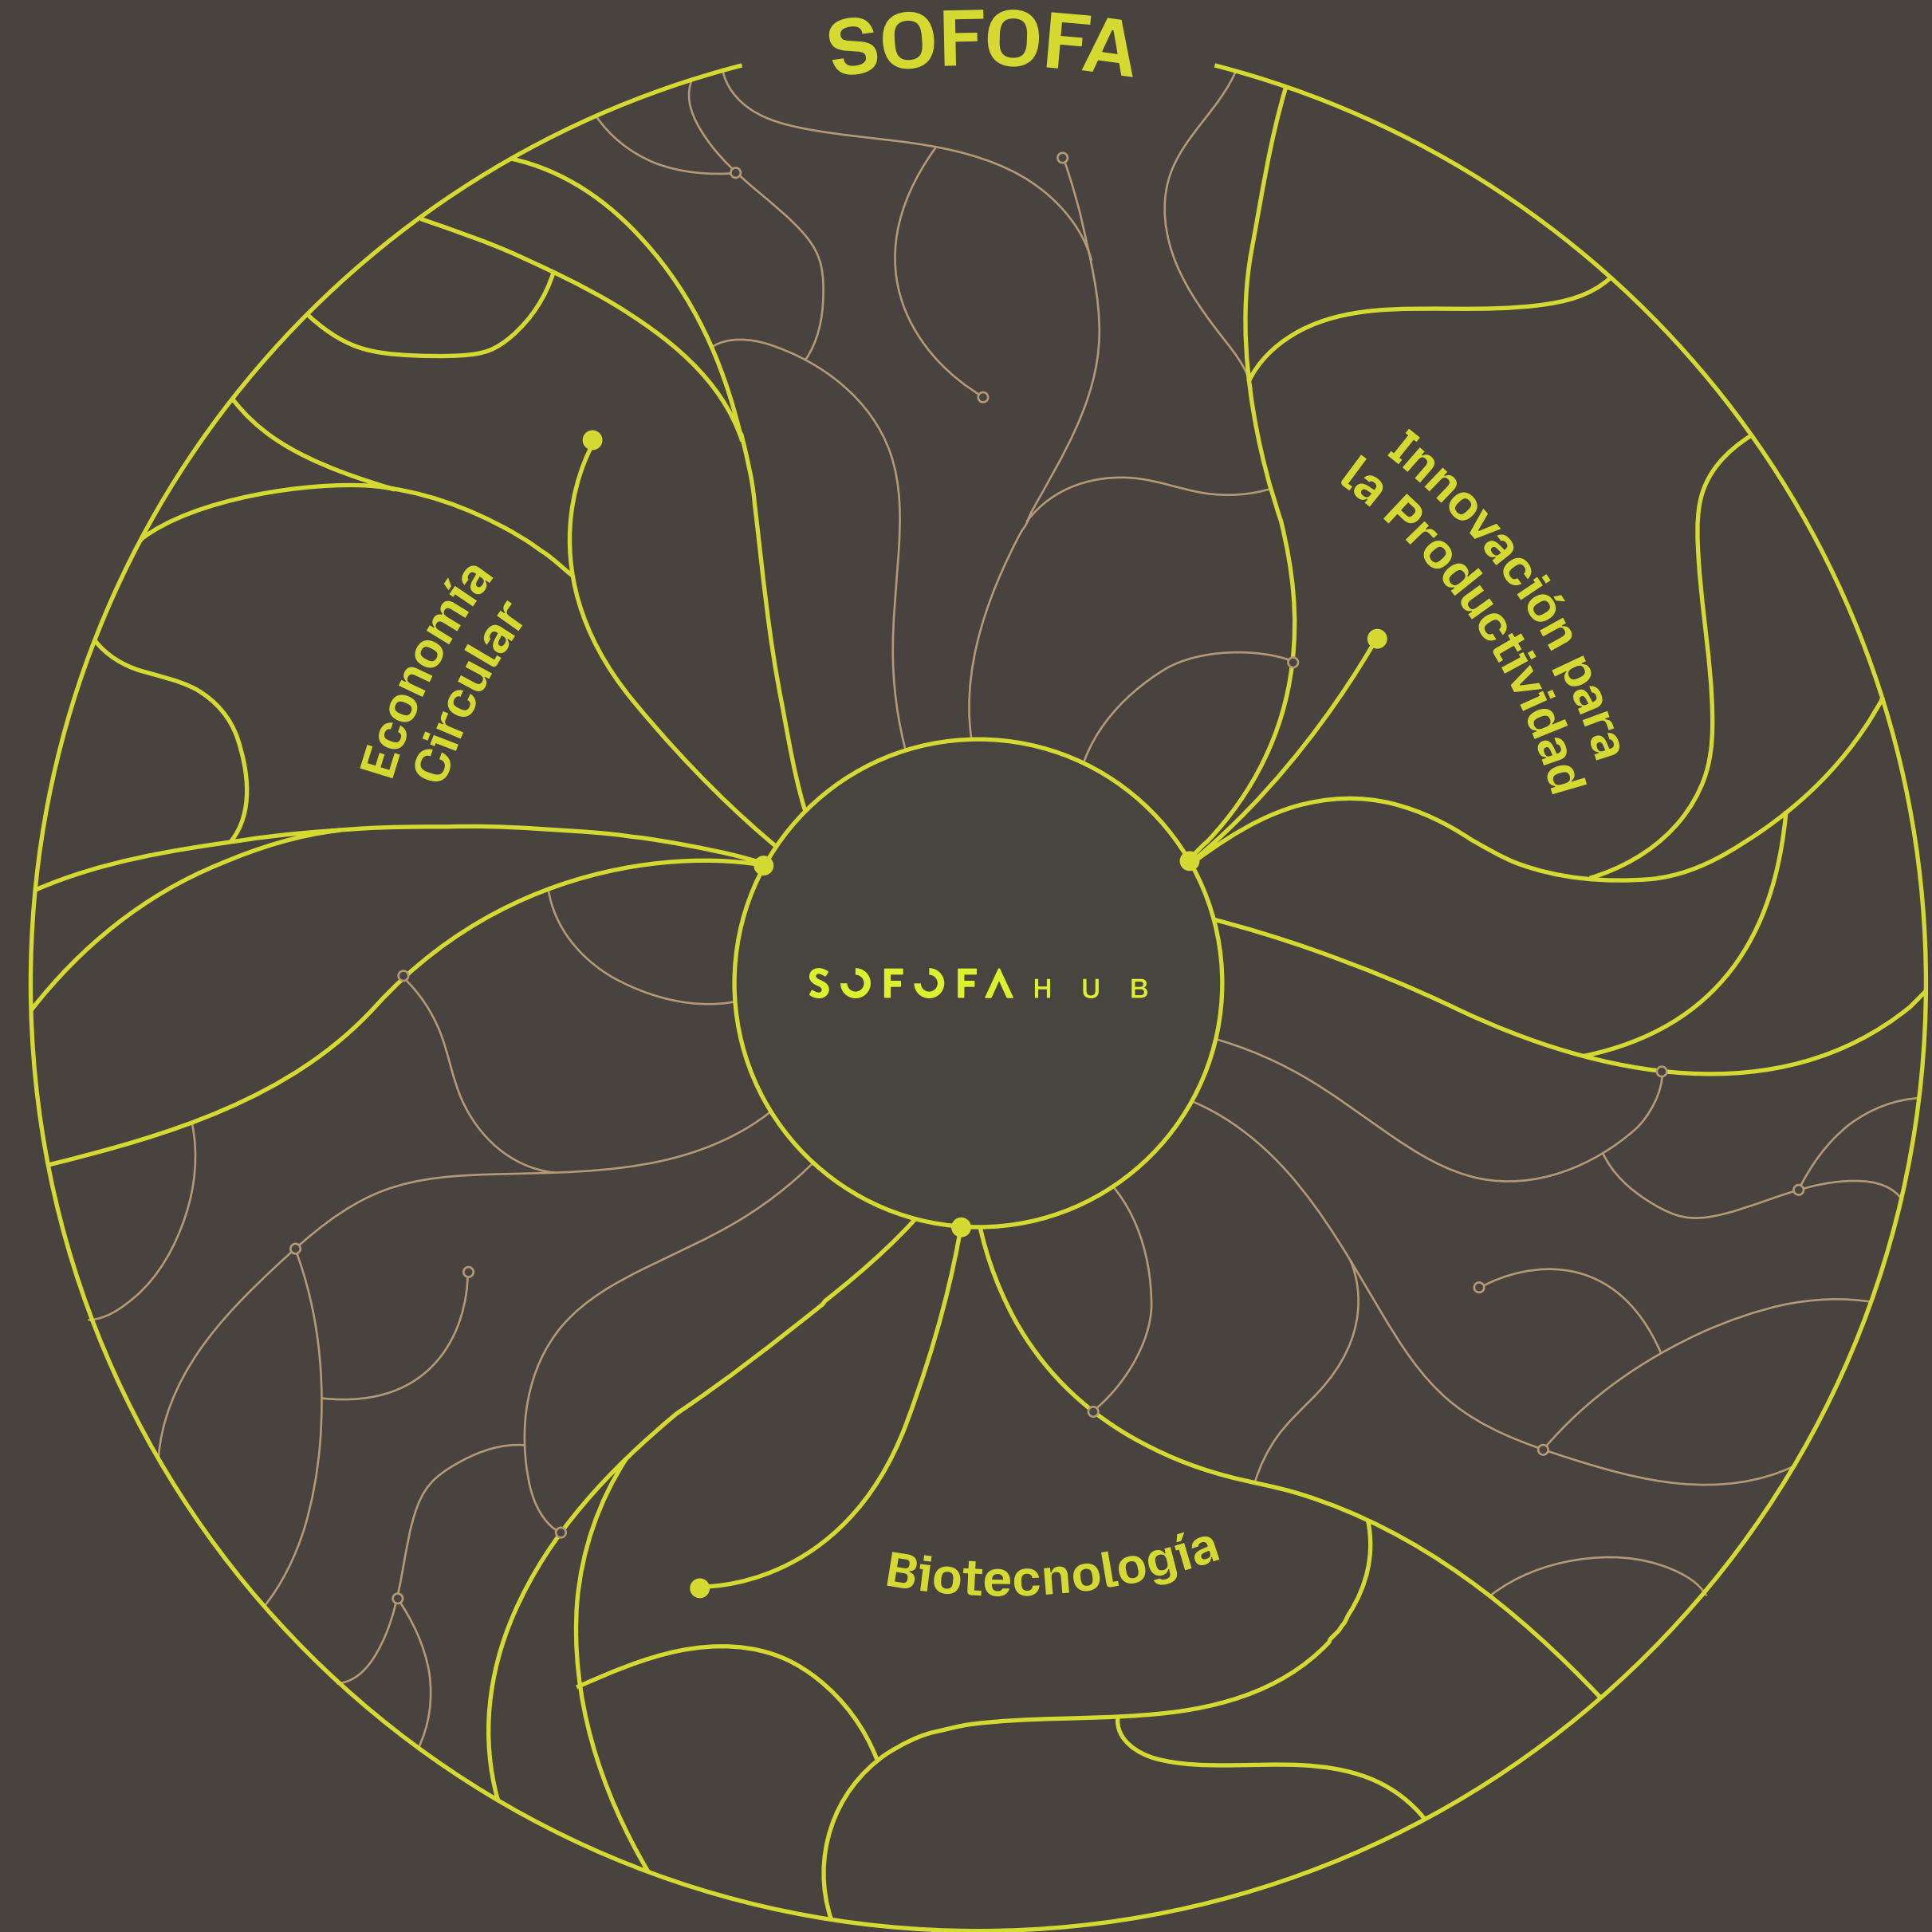 SOFOFA
Innovación para
la Productividad
Economía
Circular
SOFOFA HUB
Biotecnología